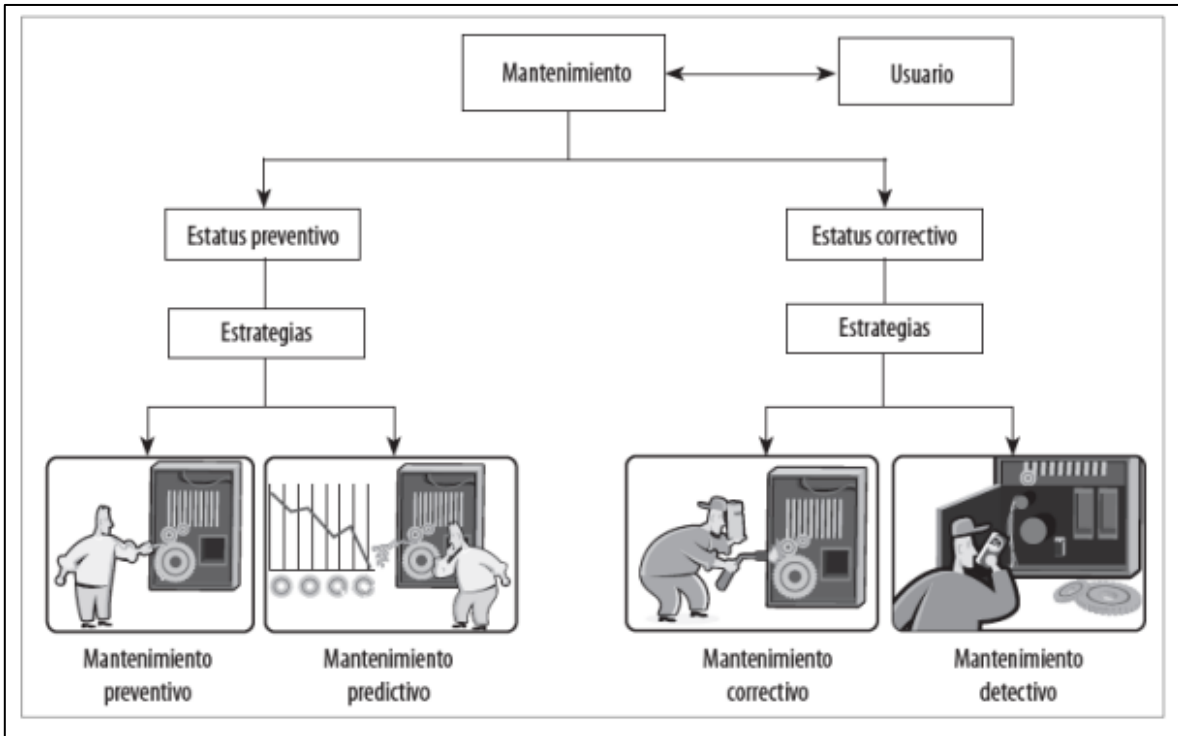 Mantenimiento
Usuario
Estatus preventivo
Estatus correctivo
Estrategias
Estrategias
Mantenimiento
preventivo
Mantenimiento
predictivo
Mantenimiento
correctivo
Mantenimiento
detectivo